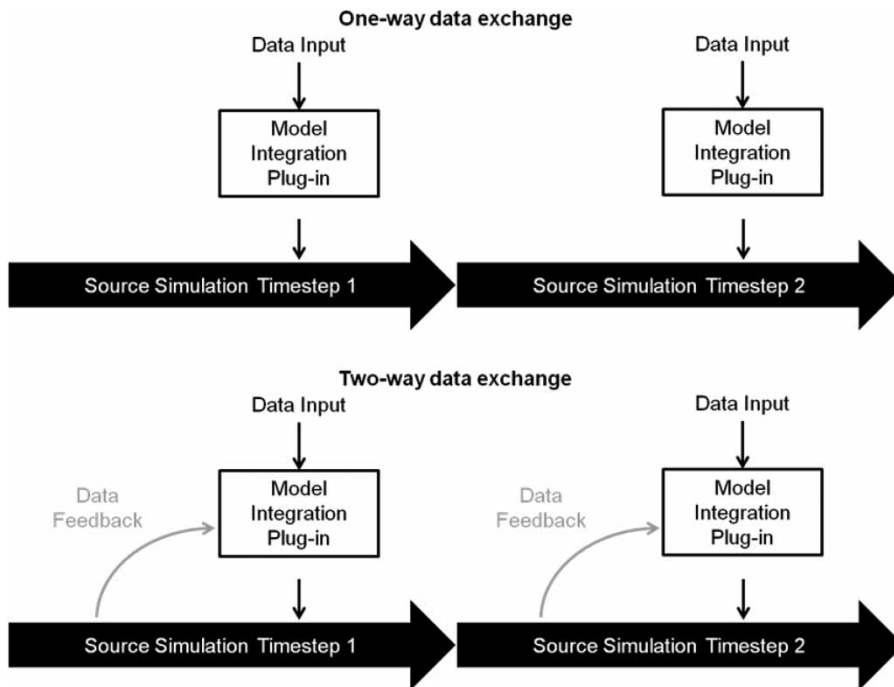 One-way data exchange
Data Input
Data Input
Model
Integration
Plug-in
Model
Integration
Plug-in
Source Simulation Timestep 1
Source Simulation Timestep 2
Two-way data exchange
Data Input
Data Input
Data
Feedback
Model
Integration
Plug-in
Data
Feedback
Model
Integration
Plug-in
Source Simulation Timestep 1
Source Simulation Timestep 2